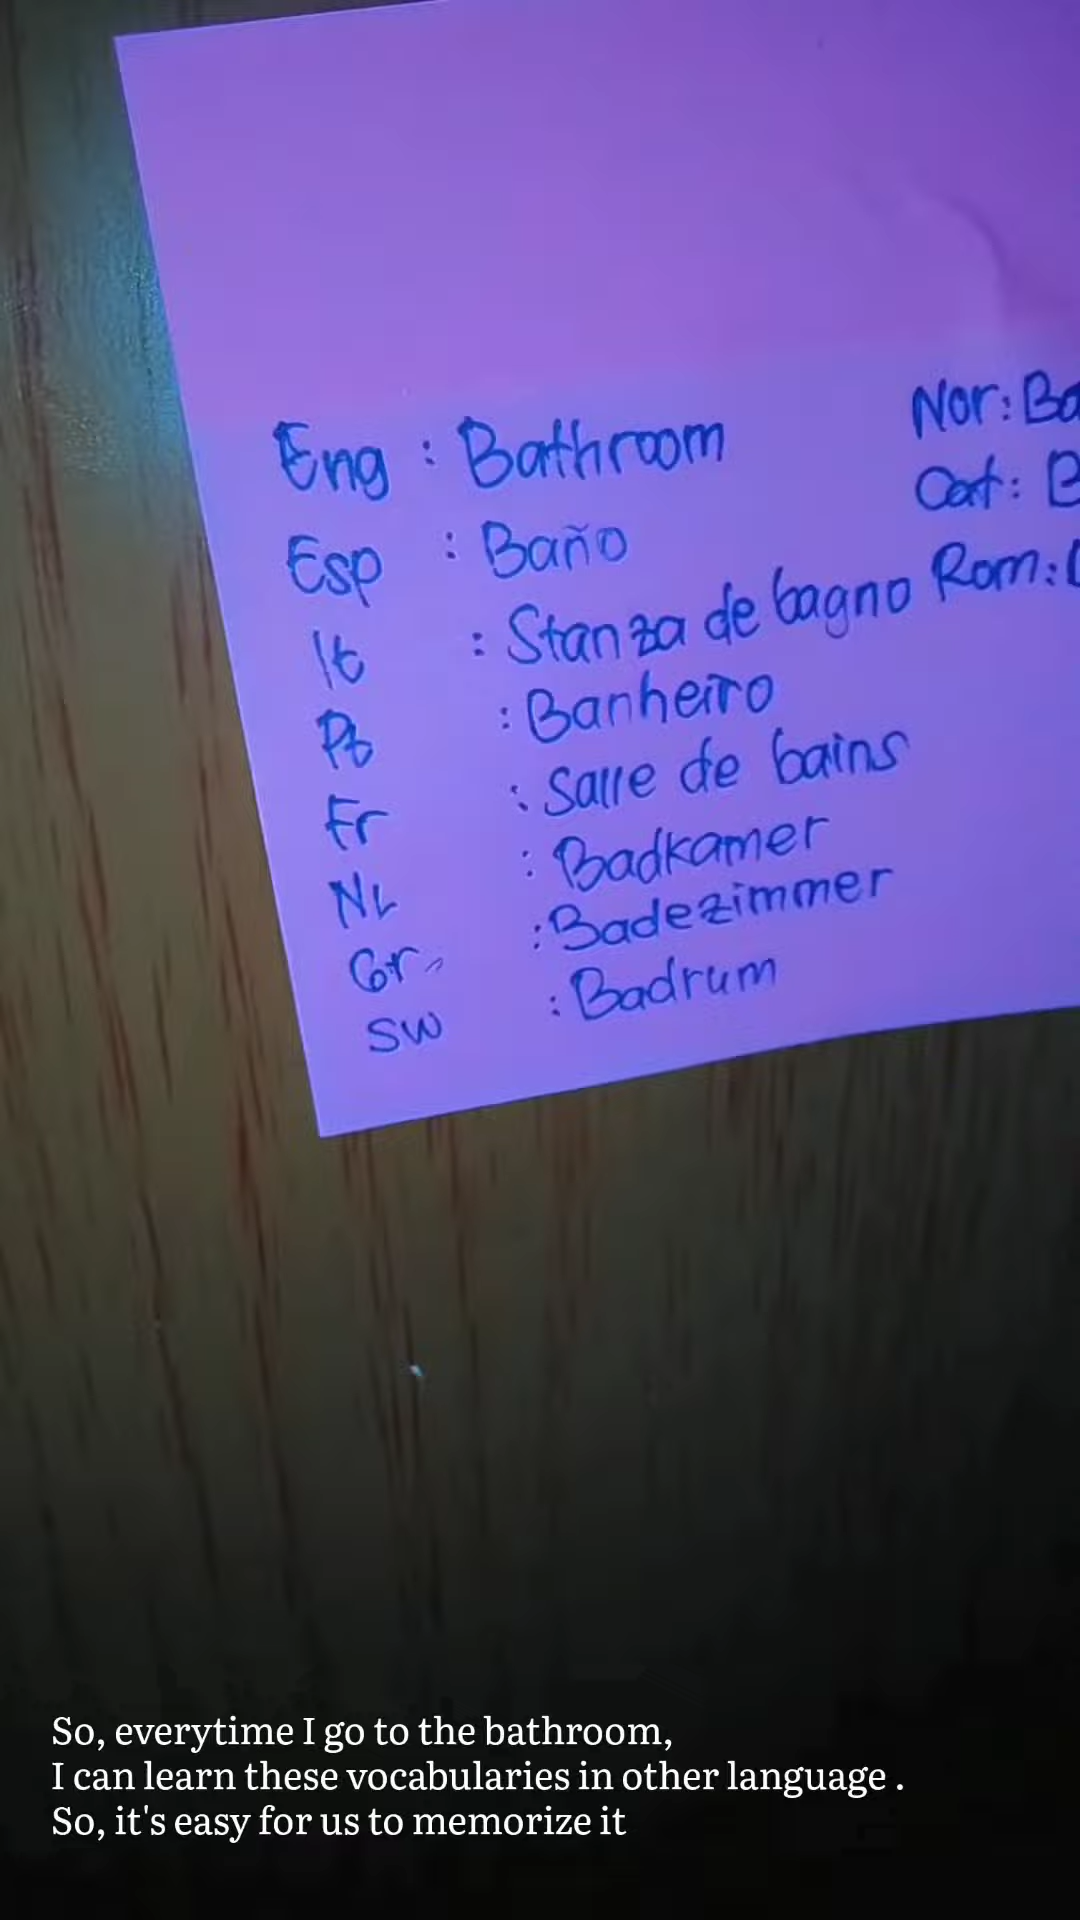 Eng : Bathroom
Esp : Baño
It : Stanza de bagno
Pt : Banheiro
Fr : Salle de bains
NL : Badkamer
Gr. : Badezimmer
SW : Badrum
Nor:
Cat:
Rom:
So, everytime I go to the bathroom,
I can learn these vocabularies in other language .
So, it's easy for us to memorize it